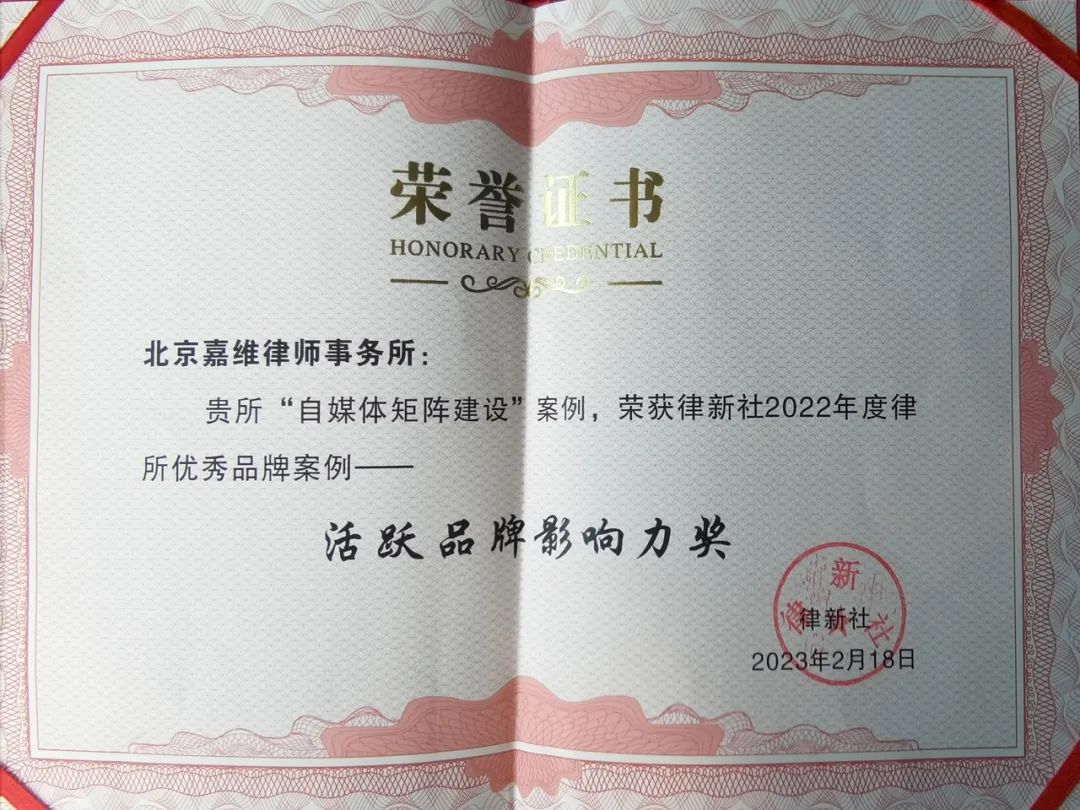 荣誉证书
HONORARY CREDENTIAL
北京嘉维律师事务所：
贵所“自媒体矩阵建设”案例，荣获律新社2022年度律
所优秀品牌案例——
活跃品牌影响力奖
律新社
律新社
2023年2月18日